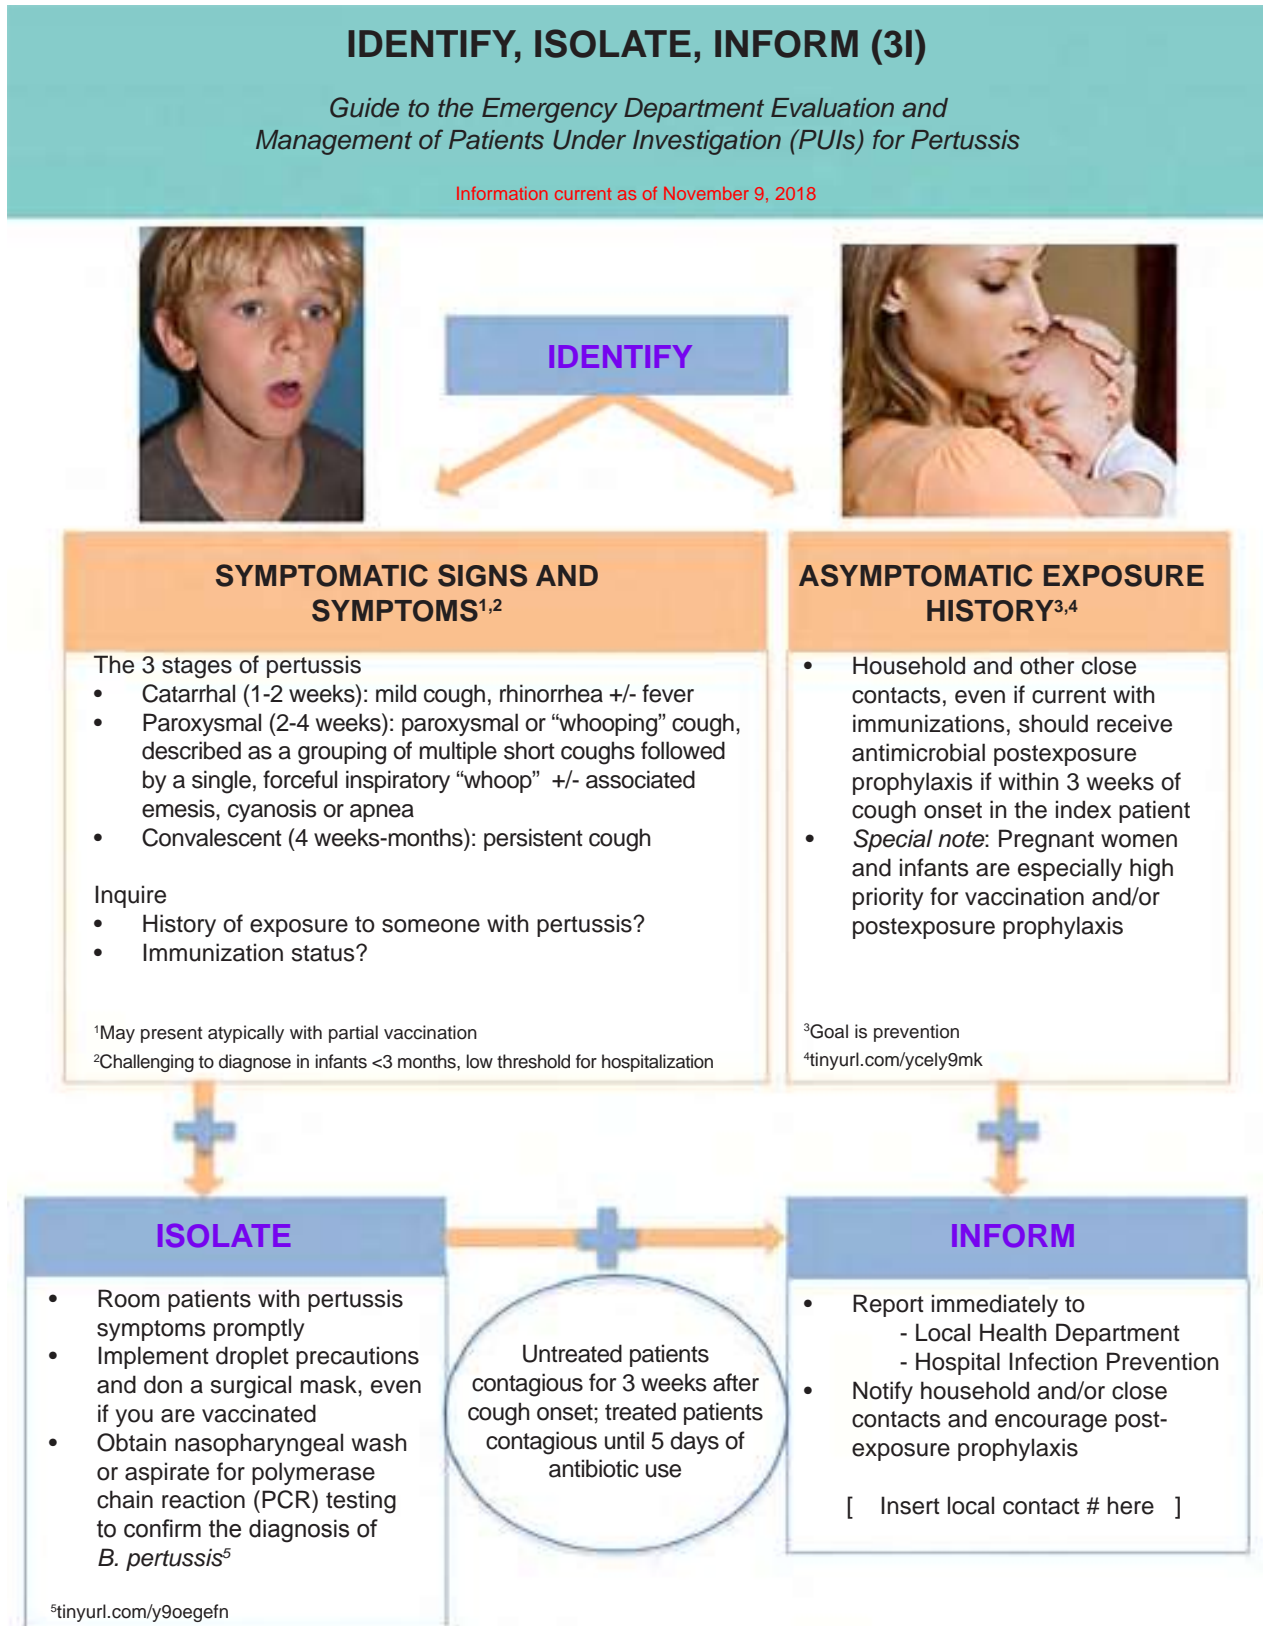 IDENTIFY, ISOLATE, INFORM (3I)
Guide to the Emergency Department Evaluation and
Management of Patients Under Investigation (PUIs) for Pertussis
Information current as of November 9, 2018
IDENTIFY
SYMPTOMATIC SIGNS AND
SYMPTOMS1,2
The 3 stages of pertussis
• Catarrhal (1-2 weeks): mild cough, rhinorrhea +/- fever
• Paroxysmal (2-4 weeks): paroxysmal or “whooping” cough,
described as a grouping of multiple short coughs followed
by a single, forceful inspiratory “whoop” +/- associated
emesis, cyanosis or apnea
• Convalescent (4 weeks-months): persistent cough
Inquire
• History of exposure to someone with pertussis?
• Immunization status?
1May present atypically with partial vaccination
2Challenging to diagnose in infants <3 months, low threshold for hospitalization
ASYMPTOMATIC EXPOSURE
HISTORY3,4
• Household and other close
contacts, even if current with
immunizations, should receive
antimicrobial postexposure
prophylaxis if within 3 weeks of
cough onset in the index patient
• Special note: Pregnant women
and infants are especially high
priority for vaccination and/or
postexposure prophylaxis
3Goal is prevention
4tinyurl.com/ycely9mk
ISOLATE
• Room patients with pertussis
symptoms promptly
• Implement droplet precautions
and don a surgical mask, even
if you are vaccinated
• Obtain nasopharyngeal wash
or aspirate for polymerase
chain reaction (PCR) testing
to confirm the diagnosis of
B. pertussis5
5tinyurl.com/y9oegefn
Untreated patients
contagious for 3 weeks after
cough onset; treated patients
contagious until 5 days of
antibiotic use
INFORM
• Report immediately to
- Local Health Department
- Hospital Infection Prevention
• Notify household and/or close
contacts and encourage post-
exposure prophylaxis
[ Insert local contact # here ]